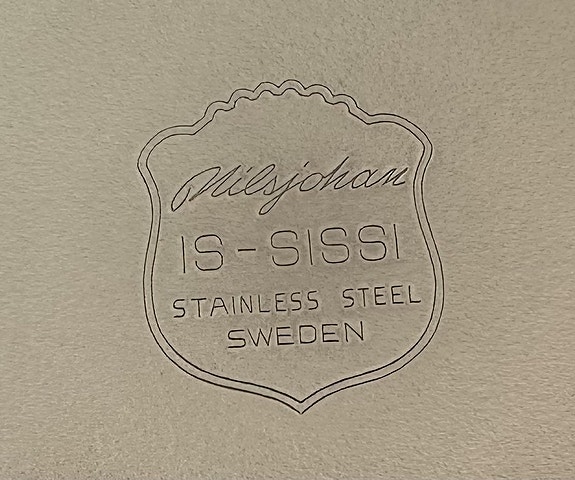 Nilsjohan
IS-SISSI
STAINLESS STEEL
SWEDEN